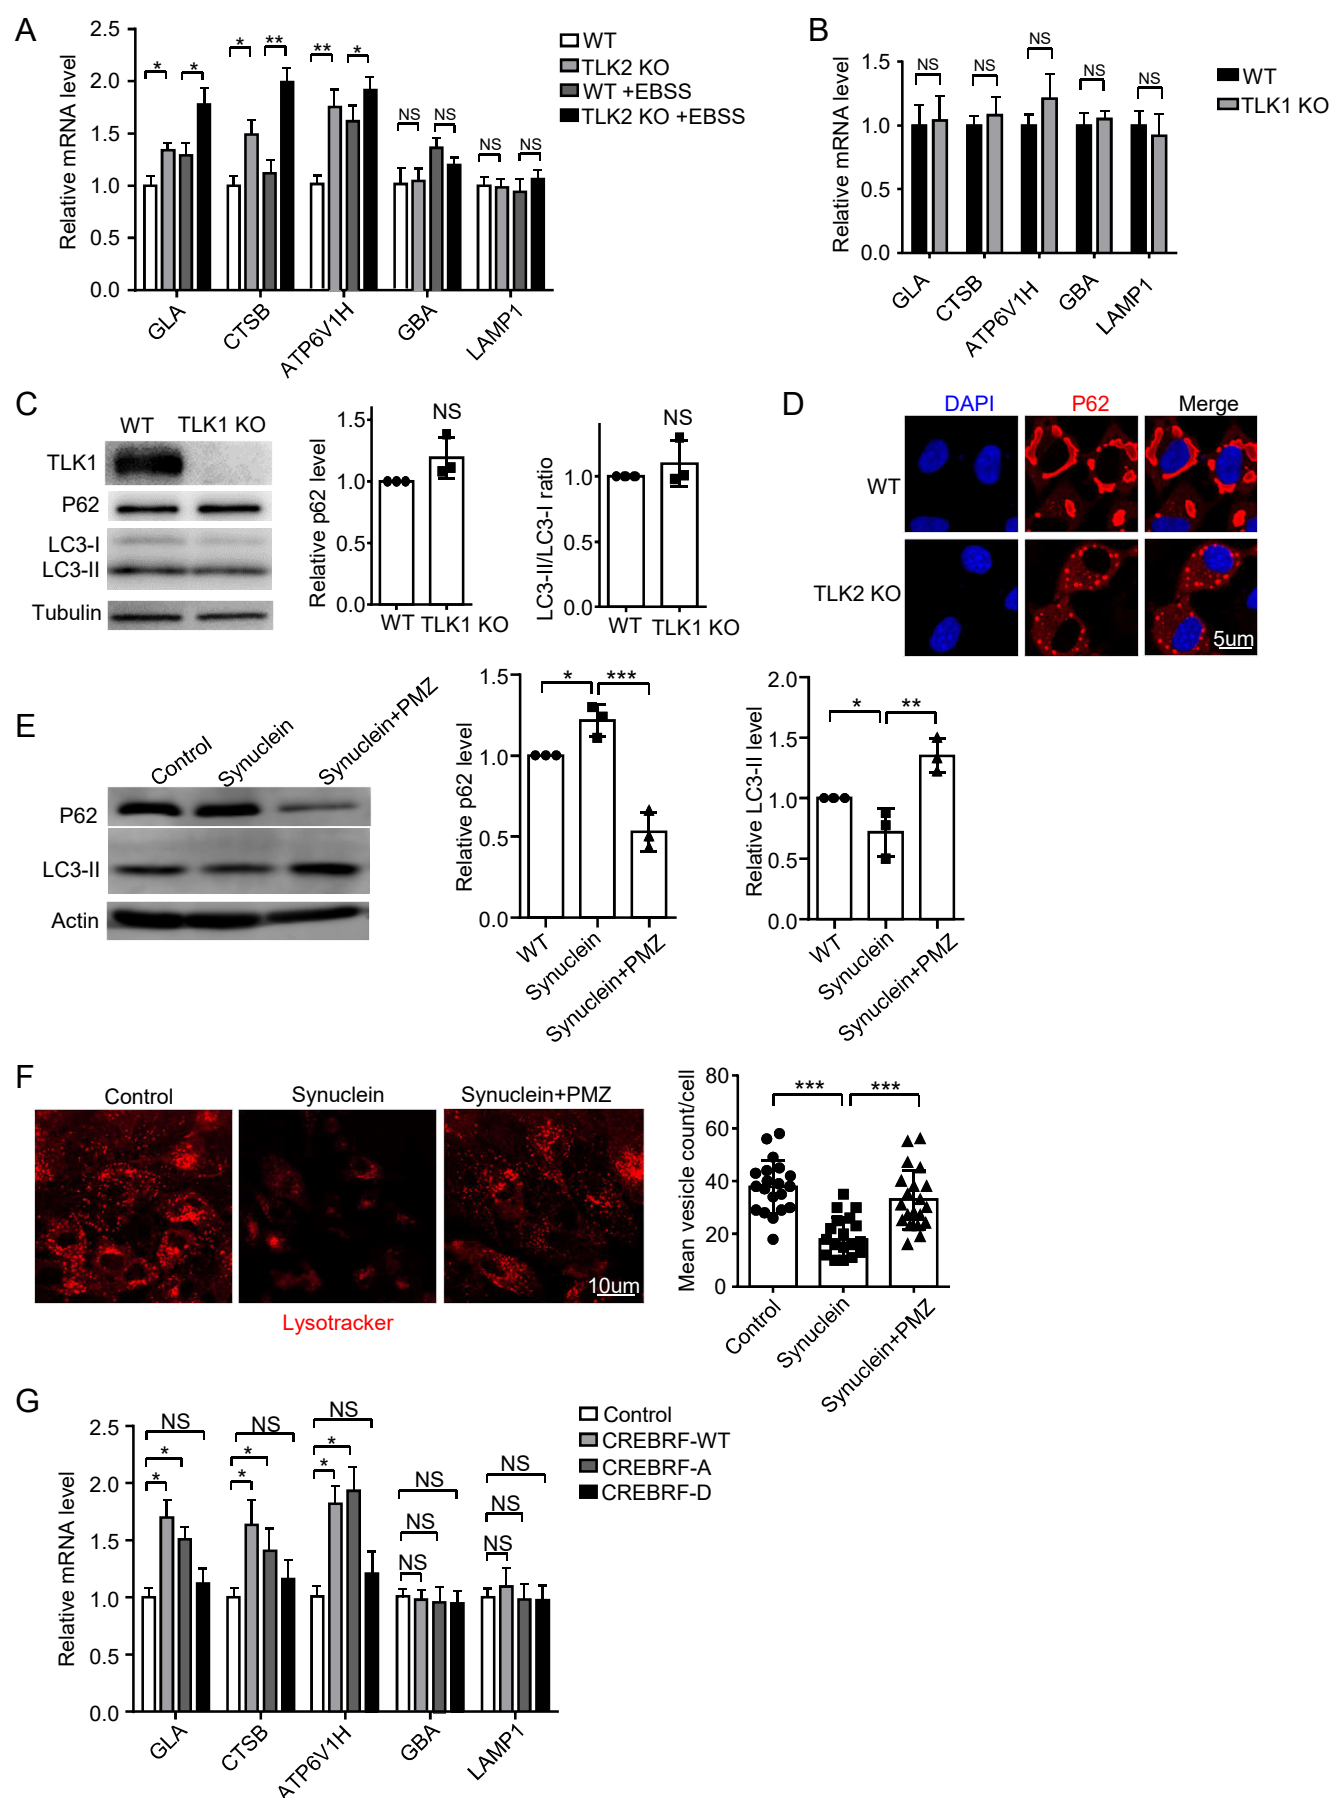 A
2.5
2.0
1.5
1.0
0.5
0.0
Relative mRNA level
* * * ** ** * NS NS NS NS
WT
TLK2 KO
WT +EBSS
TLK2 KO +EBSS
GLA CTSB ATP6V1H GBA LAMP1
B
1.5
1.0
0.5
0.0
Relative mRNA level
NS NS NS NS NS
WT
TLK1 KO
GLA CTSB ATP6V1H GBA LAMP1
C
WT TLK1 KO
TLK1
P62
LC3-I
LC3-II
Tubulin
1.5
1.0
0.5
0.0
Relative p62 level
NS
WT TLK1 KO
1.0
0.5
0.0
LC3-II/LC3-I ratio
NS
WT TLK1 KO
D
DAPI P62 Merge
WT
TLK2 KO
5um
E
Control Synuclein Synuclein+PMZ
P62
LC3-II
Actin
1.5
1.0
0.5
0.0
Relative p62 level
* ***
WT Synuclein Synuclein+PMZ
2.0
1.5
1.0
0.5
0.0
Relative LC3-II level
* **
WT Synuclein Synuclein+PMZ
F
Control Synuclein Synuclein+PMZ
10um
Lysotracker
80
60
40
20
0
Mean vesicle count/cell
*** ***
Control Synuclein Synuclein+PMZ
G
2.5
2.0
1.5
1.0
0.5
0.0
Relative mRNA level
NS NS NS NS NS
* * * NS NS
* * * NS NS
Control
CREBRF-WT
CREBRF-A
CREBRF-D
GLA CTSB ATP6V1H GBA LAMP1